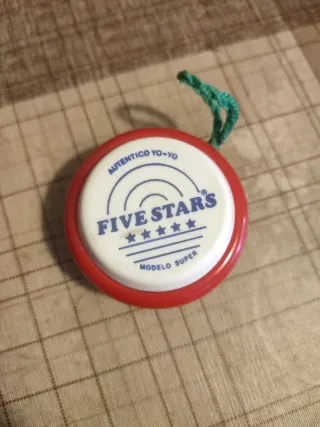 AUTENTICO YO-YO
FIVE STARS®
MODELO SUPER